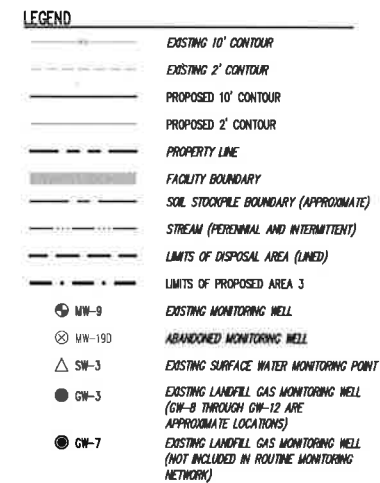 LEGEND
EXISTING 10' CONTOUR
EXISTING 2' CONTOUR
PROPOSED 10' CONTOUR
PROPOSED 2' CONTOUR
PROPERTY LINE
FACILITY BOUNDARY
SOIL STOCKPILE BOUNDARY (APPROXIMATE)
STREAM (PERENNIAL AND INTERMITTENT)
LIMITS OF DISPOSAL AREA (LINED)
LIMITS OF PROPOSED AREA 3
MW-9 EXISTING MONITORING WELL
MW-19D ABANDONED MONITORING WELL
SW-3 EXISTING SURFACE WATER MONITORING POINT
GW-3 EXISTING LANDFILL GAS MONITORING WELL
(GW-8 THROUGH GW-12 ARE
APPROXIMATE LOCATIONS)
GW-7 EXISTING LANDFILL GAS MONITORING WELL
(NOT INCLUDED IN ROUTINE MONITORING
NETWORK)